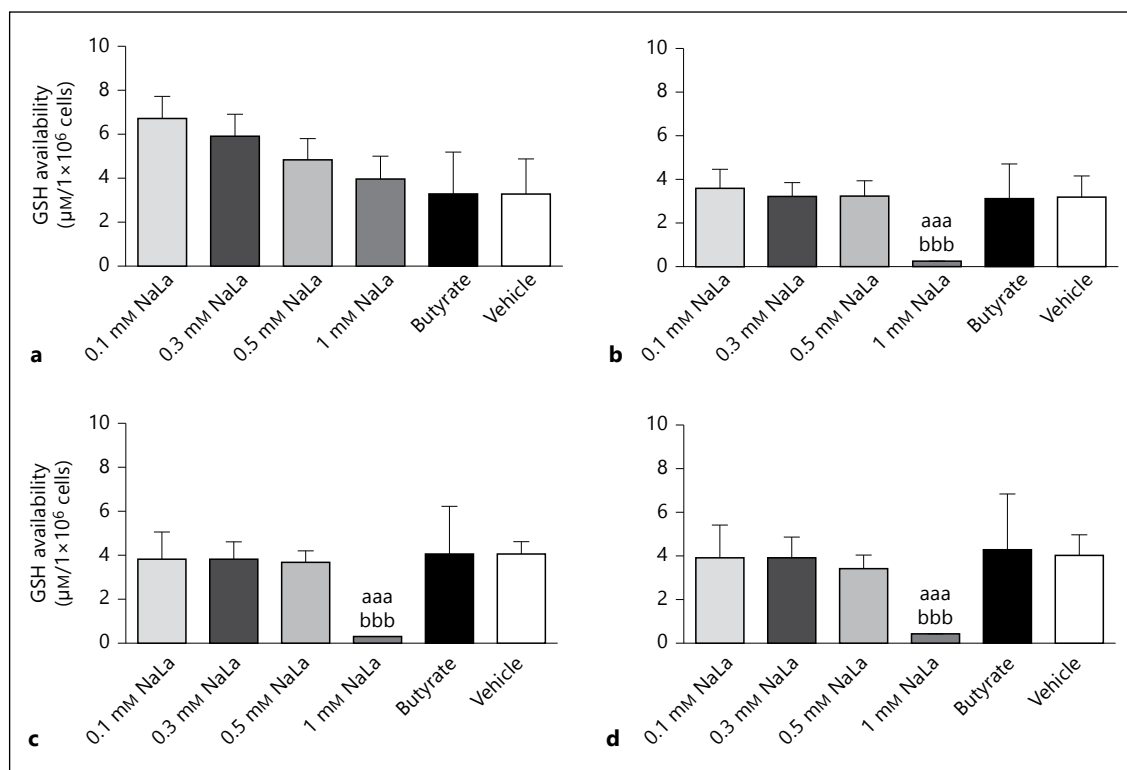 10
8
6
4
2
0
GSH availability
(µM/1×10⁶ cells)
0.1 mM NaLa
0.3 mM NaLa
0.5 mM NaLa
1 mM NaLa
Butyrate
Vehicle
a
10
8
6
4
2
0
aaa
bbb
0.1 mM NaLa
0.3 mM NaLa
0.5 mM NaLa
1 mM NaLa
Butyrate
Vehicle
b
10
8
6
4
2
0
GSH availability
(µM/1×10⁶ cells)
aaa
bbb
0.1 mM NaLa
0.3 mM NaLa
0.5 mM NaLa
1 mM NaLa
Butyrate
Vehicle
c
10
8
6
4
2
0
aaa
bbb
0.1 mM NaLa
0.3 mM NaLa
0.5 mM NaLa
1 mM NaLa
Butyrate
Vehicle
d